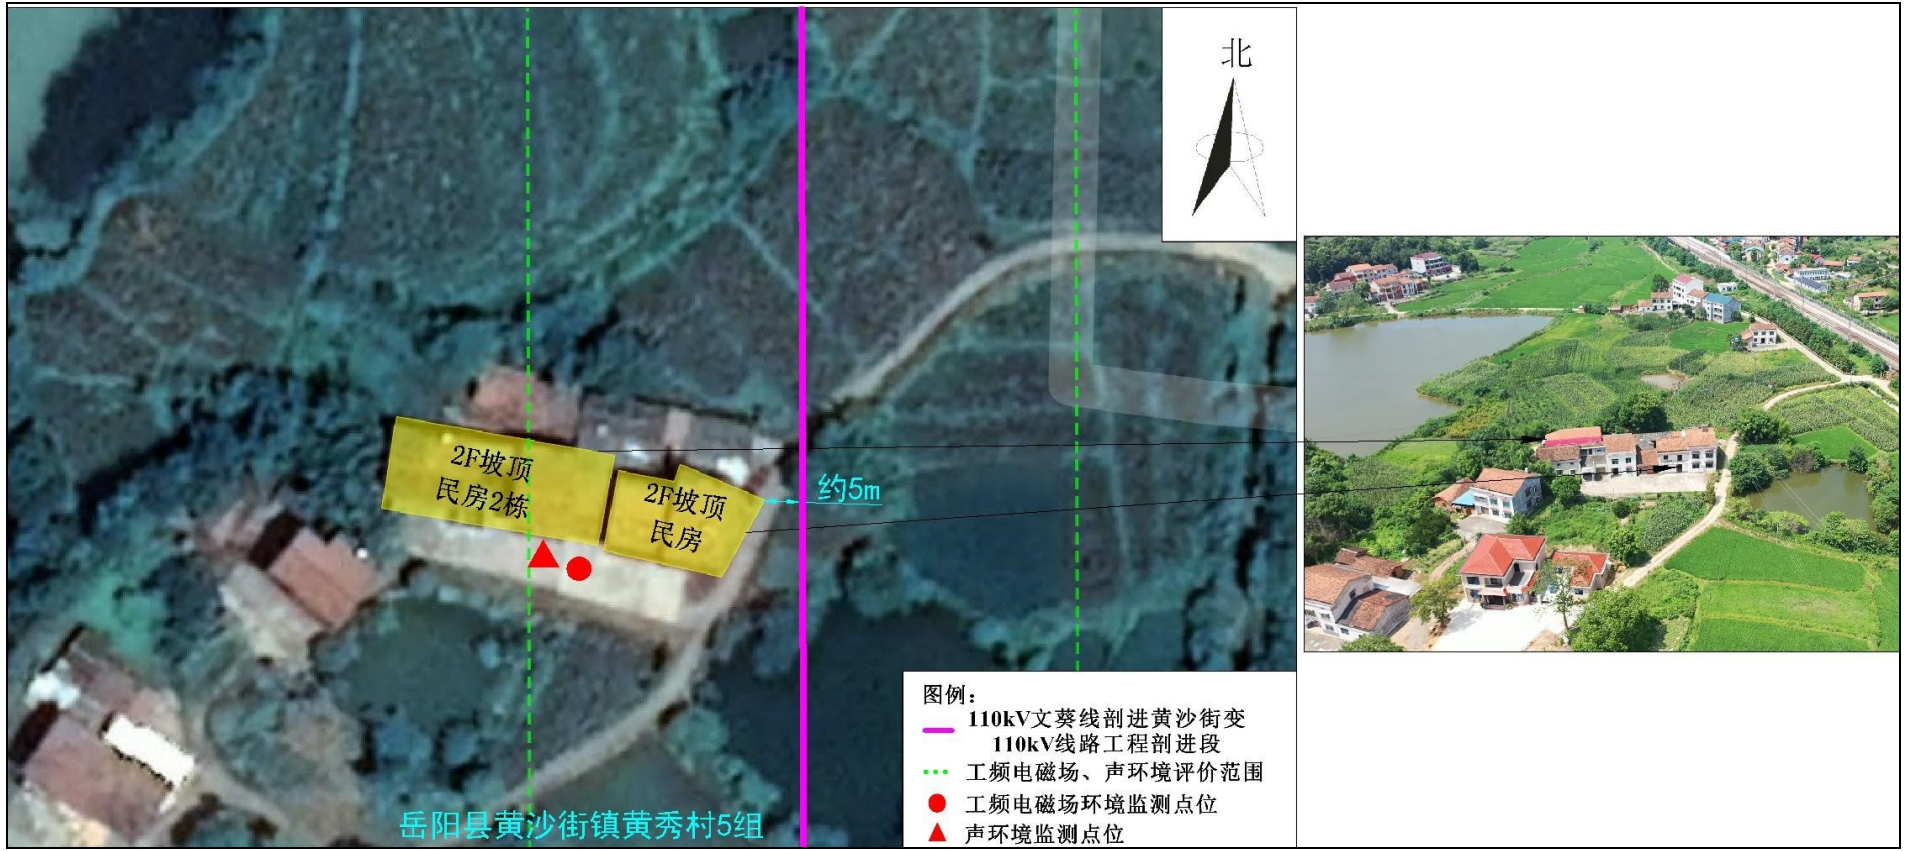 北
2F坡顶
民房2栋
2F坡顶
民房
约5m
图例：
110kV文葵线剖进黄沙街变
110kV线路工程剖进段
工频电磁场、声环境评价范围
工频电磁场环境监测点位
声环境监测点位
岳阳县黄沙街镇黄秀村5组